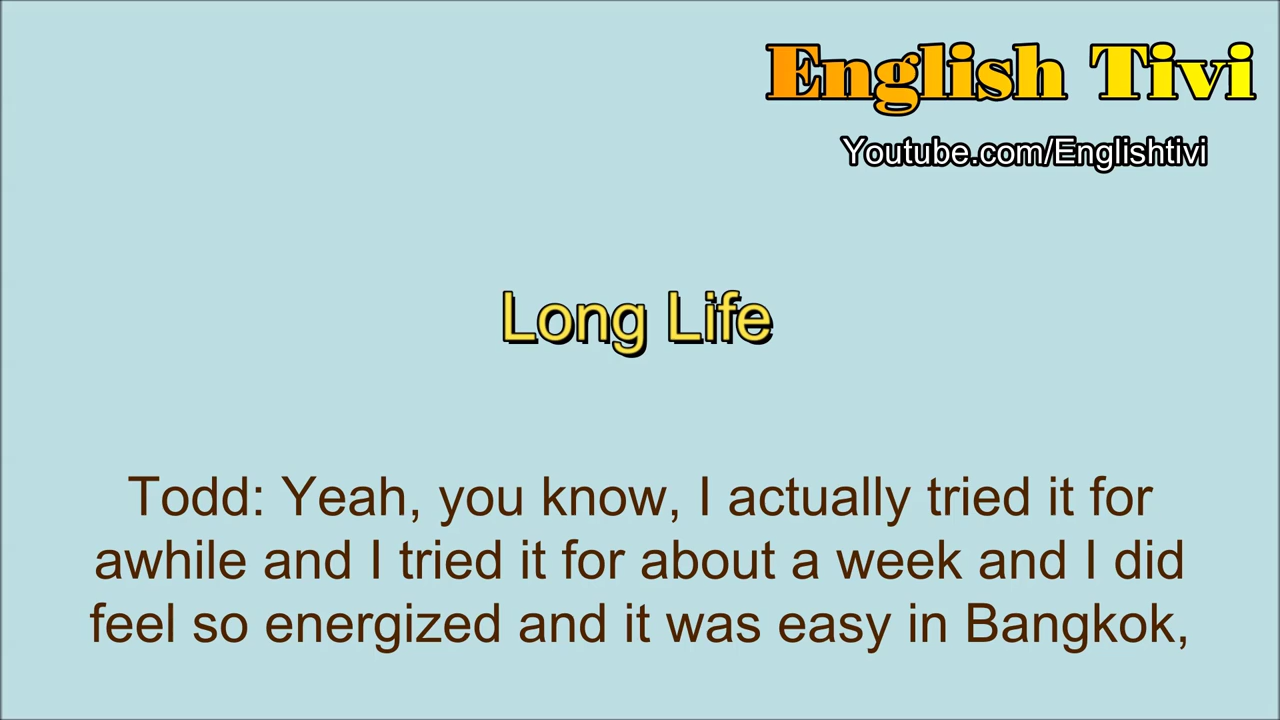 English Tivi
Youtube.com/Englishtivi
Long Life
Todd: Yeah, you know, I actually tried it for
awhile and I tried it for about a week and I did
feel so energized and it was easy in Bangkok,